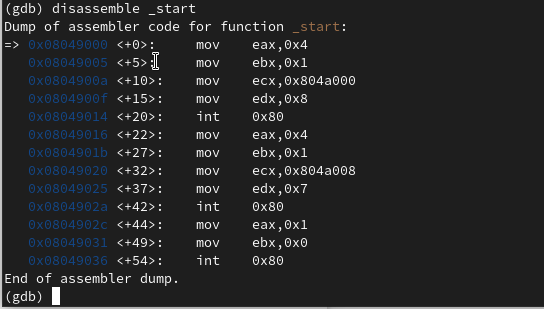 (gdb) disassemble _start
Dump of assembler code for function _start:
=> 0x08049000 <+0>:     mov    eax,0x4
   0x08049005 <+5>:     mov    ebx,0x1
   0x0804900a <+10>:    mov    ecx,0x804a000
   0x0804900f <+15>:    mov    edx,0x8
   0x08049014 <+20>:    int    0x80
   0x08049016 <+22>:    mov    eax,0x4
   0x0804901b <+27>:    mov    ebx,0x1
   0x08049020 <+32>:    mov    ecx,0x804a008
   0x08049025 <+37>:    mov    edx,0x7
   0x0804902a <+42>:    int    0x80
   0x0804902c <+44>:    mov    eax,0x1
   0x08049031 <+49>:    mov    ebx,0x0
   0x08049036 <+54>:    int    0x80
End of assembler dump.
(gdb)